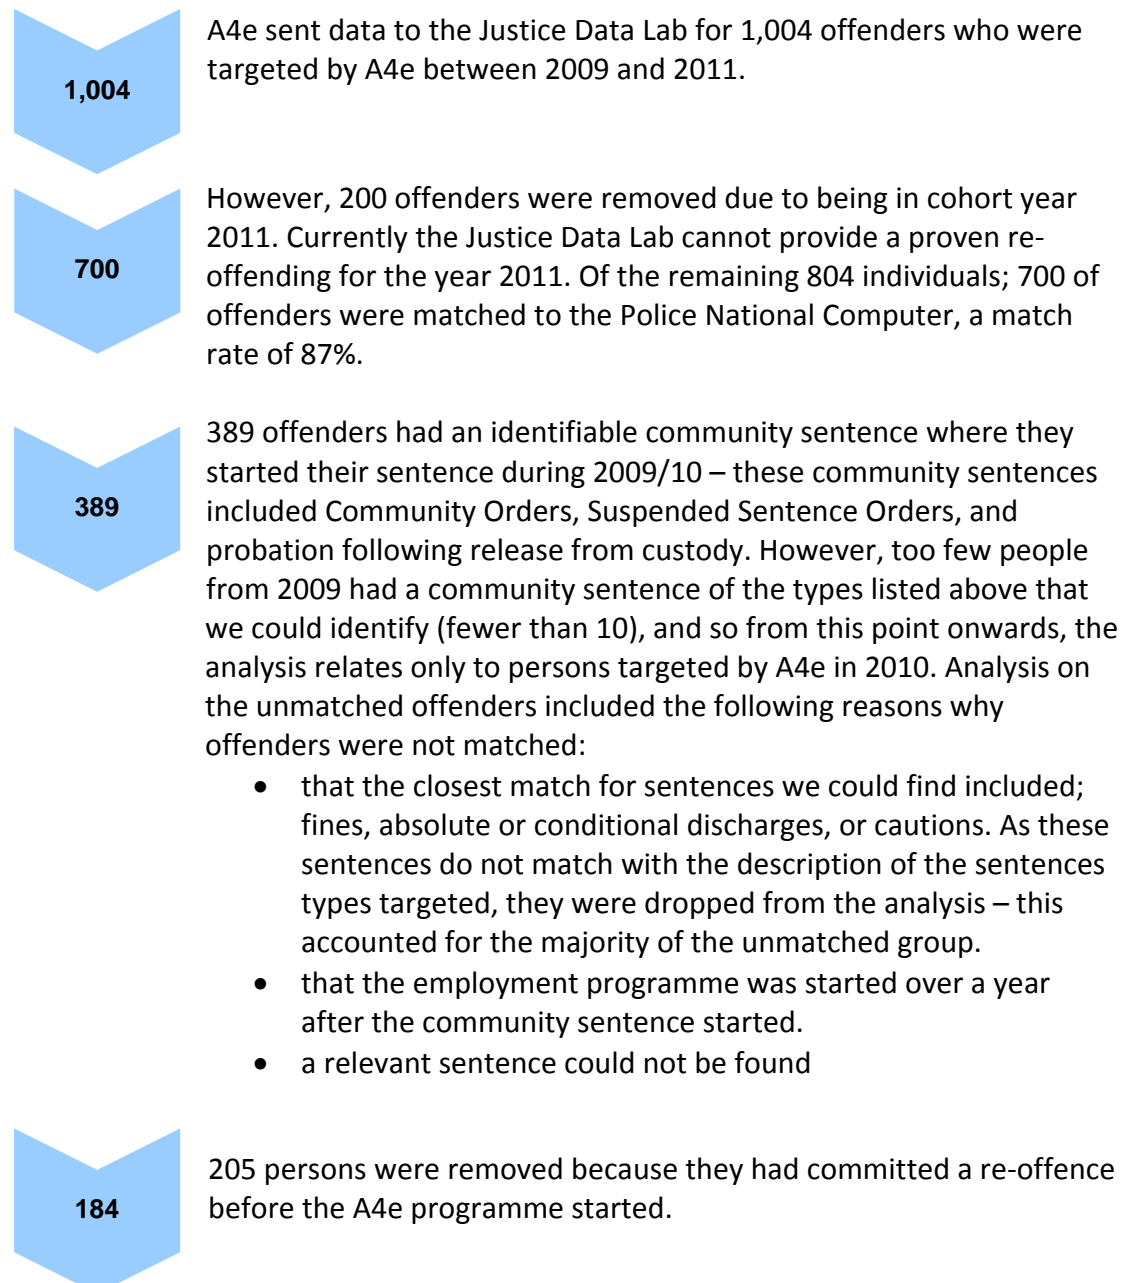 A4e sent data to the Justice Data Lab for 1,004 offenders who were
targeted by A4e between 2009 and 2011.
1,004
However, 200 offenders were removed due to being in cohort year
2011. Currently the Justice Data Lab cannot provide a proven re-
offending for the year 2011. Of the remaining 804 individuals; 700 of
offenders were matched to the Police National Computer, a match
rate of 87%.
700
389 offenders had an identifiable community sentence where they
started their sentence during 2009/10 – these community sentences
included Community Orders, Suspended Sentence Orders, and
probation following release from custody. However, too few people
from 2009 had a community sentence of the types listed above that
we could identify (fewer than 10), and so from this point onwards, the
analysis relates only to persons targeted by A4e in 2010. Analysis on
the unmatched offenders included the following reasons why
offenders were not matched:
389
• that the closest match for sentences we could find included;
fines, absolute or conditional discharges, or cautions. As these
sentences do not match with the description of the sentences
types targeted, they were dropped from the analysis – this
accounted for the majority of the unmatched group.
• that the employment programme was started over a year
after the community sentence started.
• a relevant sentence could not be found
205 persons were removed because they had committed a re-offence
before the A4e programme started.
184